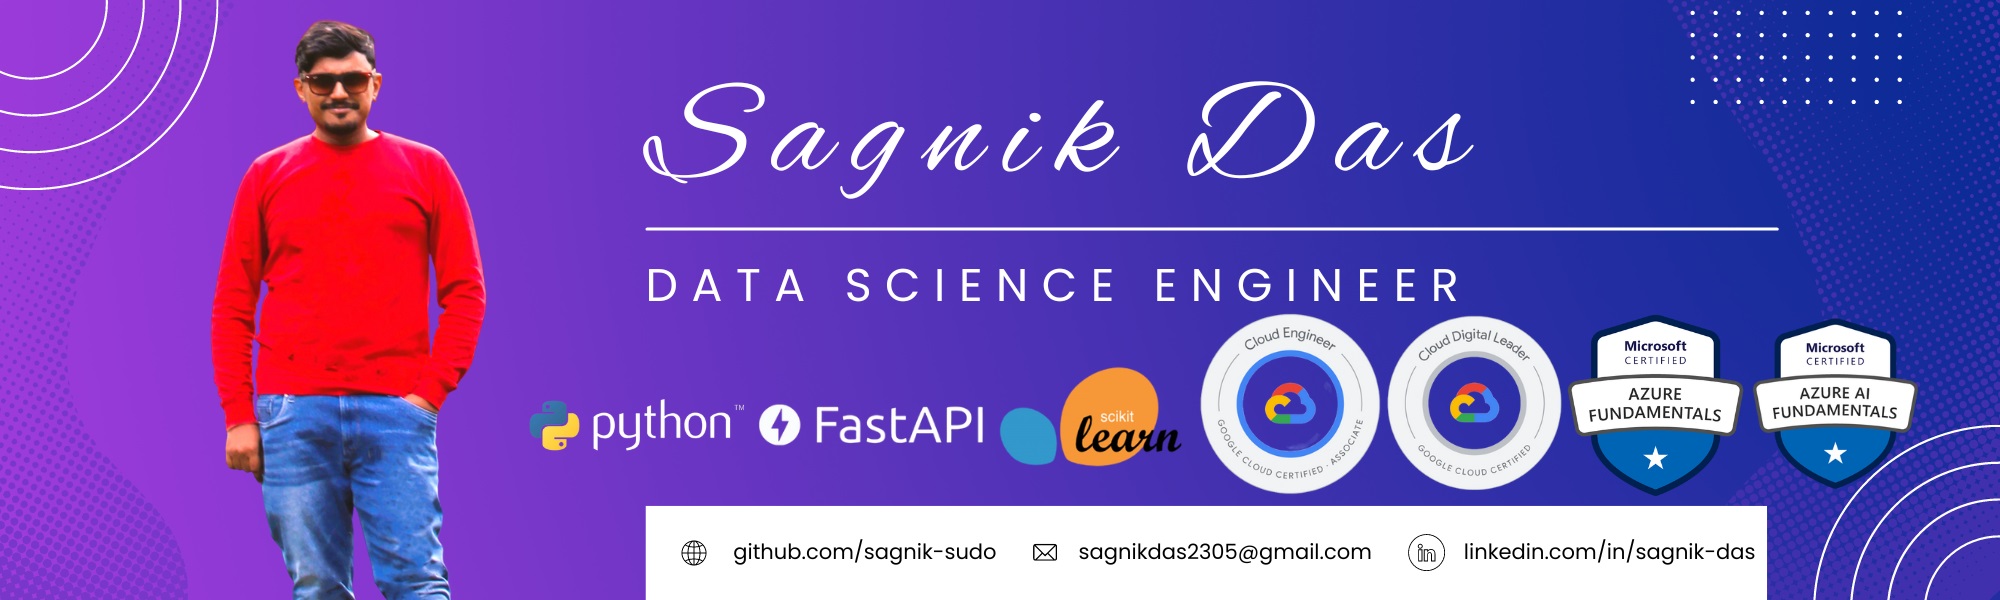 Sagnik Das
DATA SCIENCE ENGINEER
python™
FastAPI
scikit
learn
Cloud Engineer
GOOGLE CLOUD CERTIFIED · ASSOCIATE
Cloud Digital Leader
GOOGLE CLOUD CERTIFIED
Microsoft
CERTIFIED
AZURE
FUNDAMENTALS
Microsoft
CERTIFIED
AZURE AI
FUNDAMENTALS
github.com/sagnik-sudo
sagnikdas2305@gmail.com
in
linkedin.com/in/sagnik-das